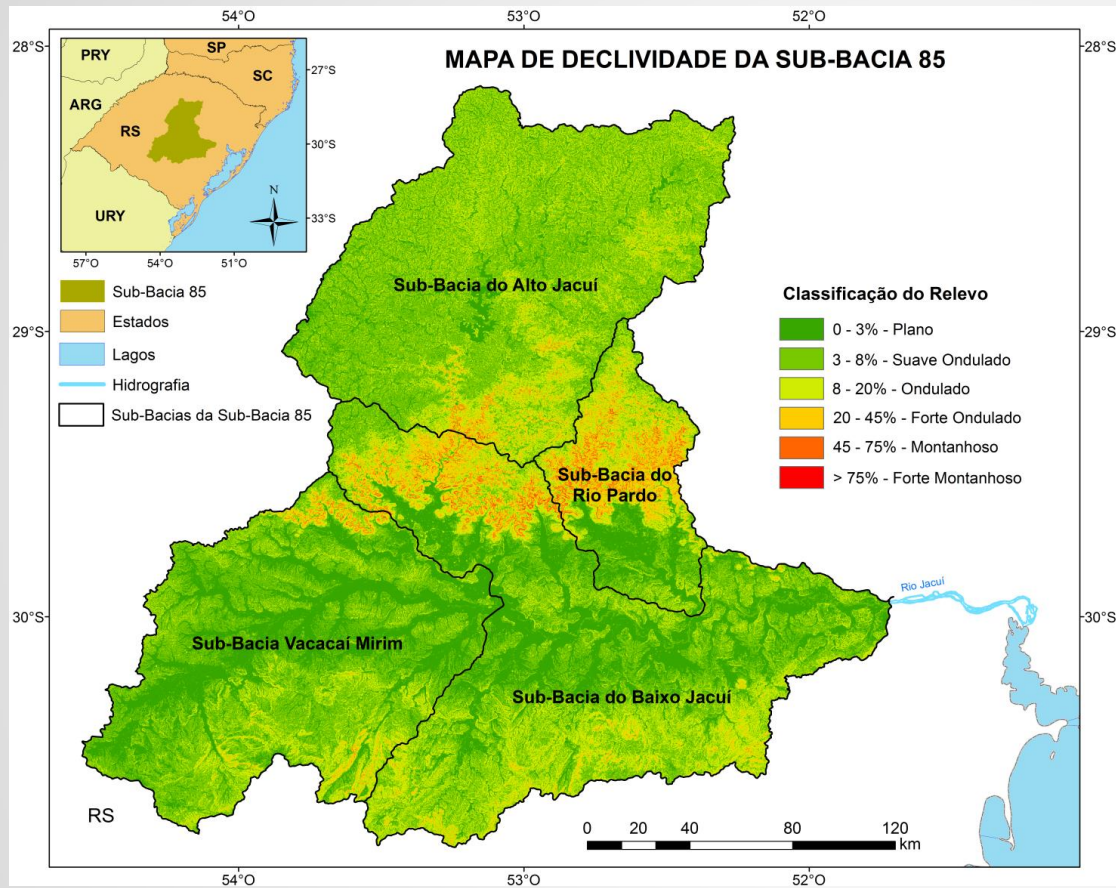 54°O 53°O 52°O
28°S 28°S
MAPA DE DECLIVIDADE DA SUB-BACIA 85
PRY
SP
SC
ARG
RS
URY
N
27°S
30°S
33°S
57°O 54°O 51°O
Sub-Bacia 85
Estados
Lagos
Hidrografia
Sub-Bacias da Sub-Bacia 85
Sub-Bacia do Alto Jacuí
Classificação do Relevo
0 - 3% - Plano
3 - 8% - Suave Ondulado
8 - 20% - Ondulado
20 - 45% - Forte Ondulado
45 - 75% - Montanhoso
> 75% - Forte Montanhoso
29°S 29°S
Sub-Bacia do
Rio Pardo
Rio Jacuí
30°S 30°S
Sub-Bacia Vacacaí Mirim
Sub-Bacia do Baixo Jacuí
RS
0 20 40 80 120
km
54°O 53°O 52°O